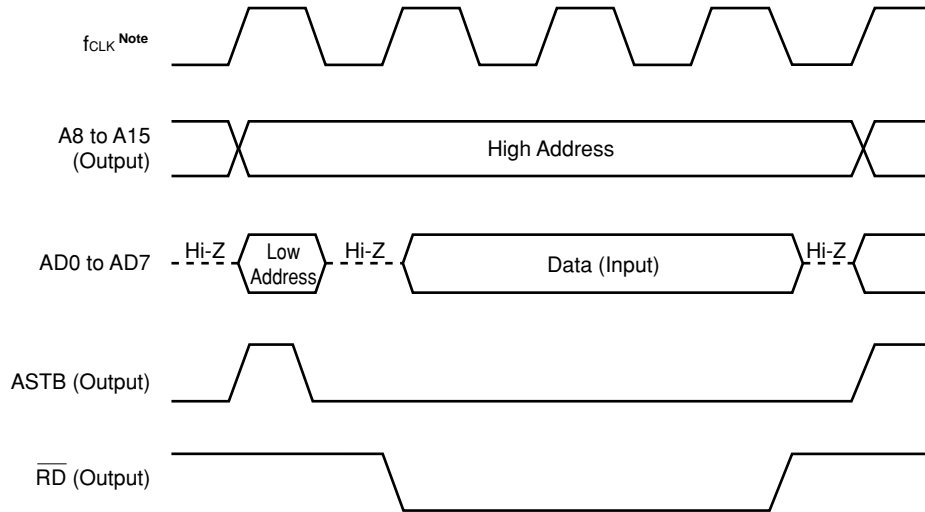 fCLK Note
A8 to A15
(Output)
High Address
AD0 to AD7
Hi-Z
Low
Address
Hi-Z
Data (Input)
Hi-Z
ASTB (Output)
RD (Output)